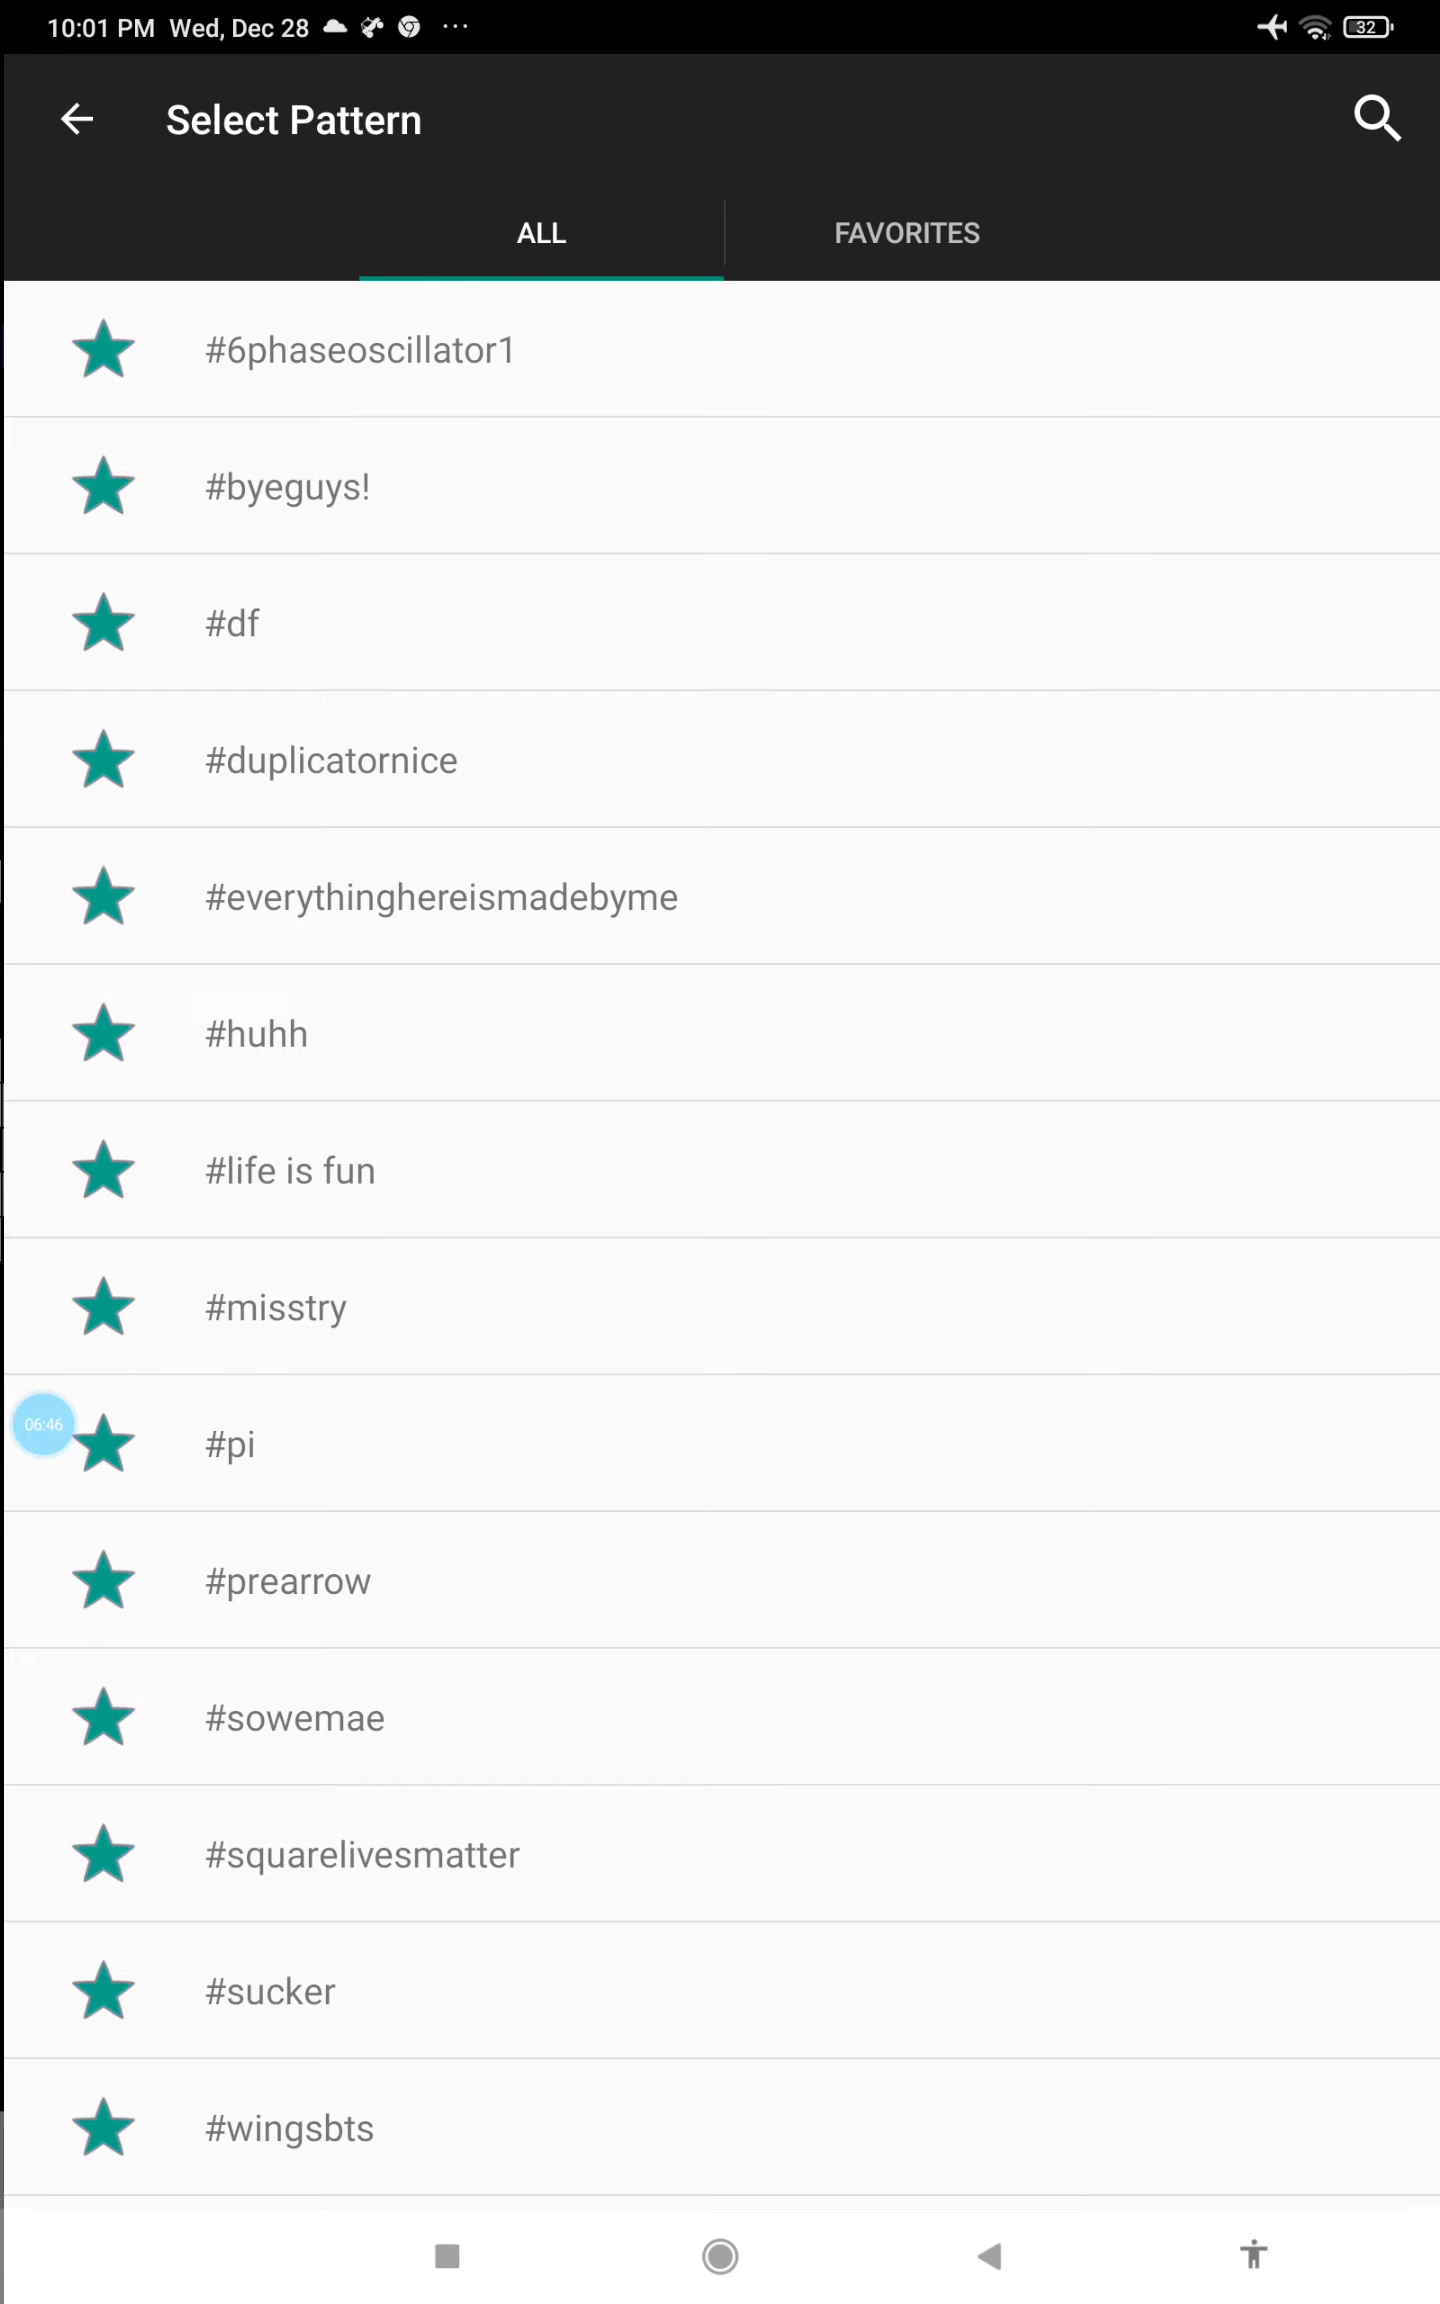 10:01 PM Wed, Dec 28 ... 32
Select Pattern
ALL FAVORITES
#6phaseoscillator1
#byeguys!
#df
#duplicatornice
#everythinghereismadebyme
#huhh
#life is fun
#misstry
06:46 #pi
#prearrow
#sowemae
#squarelivesmatter
#sucker
#wingsbts